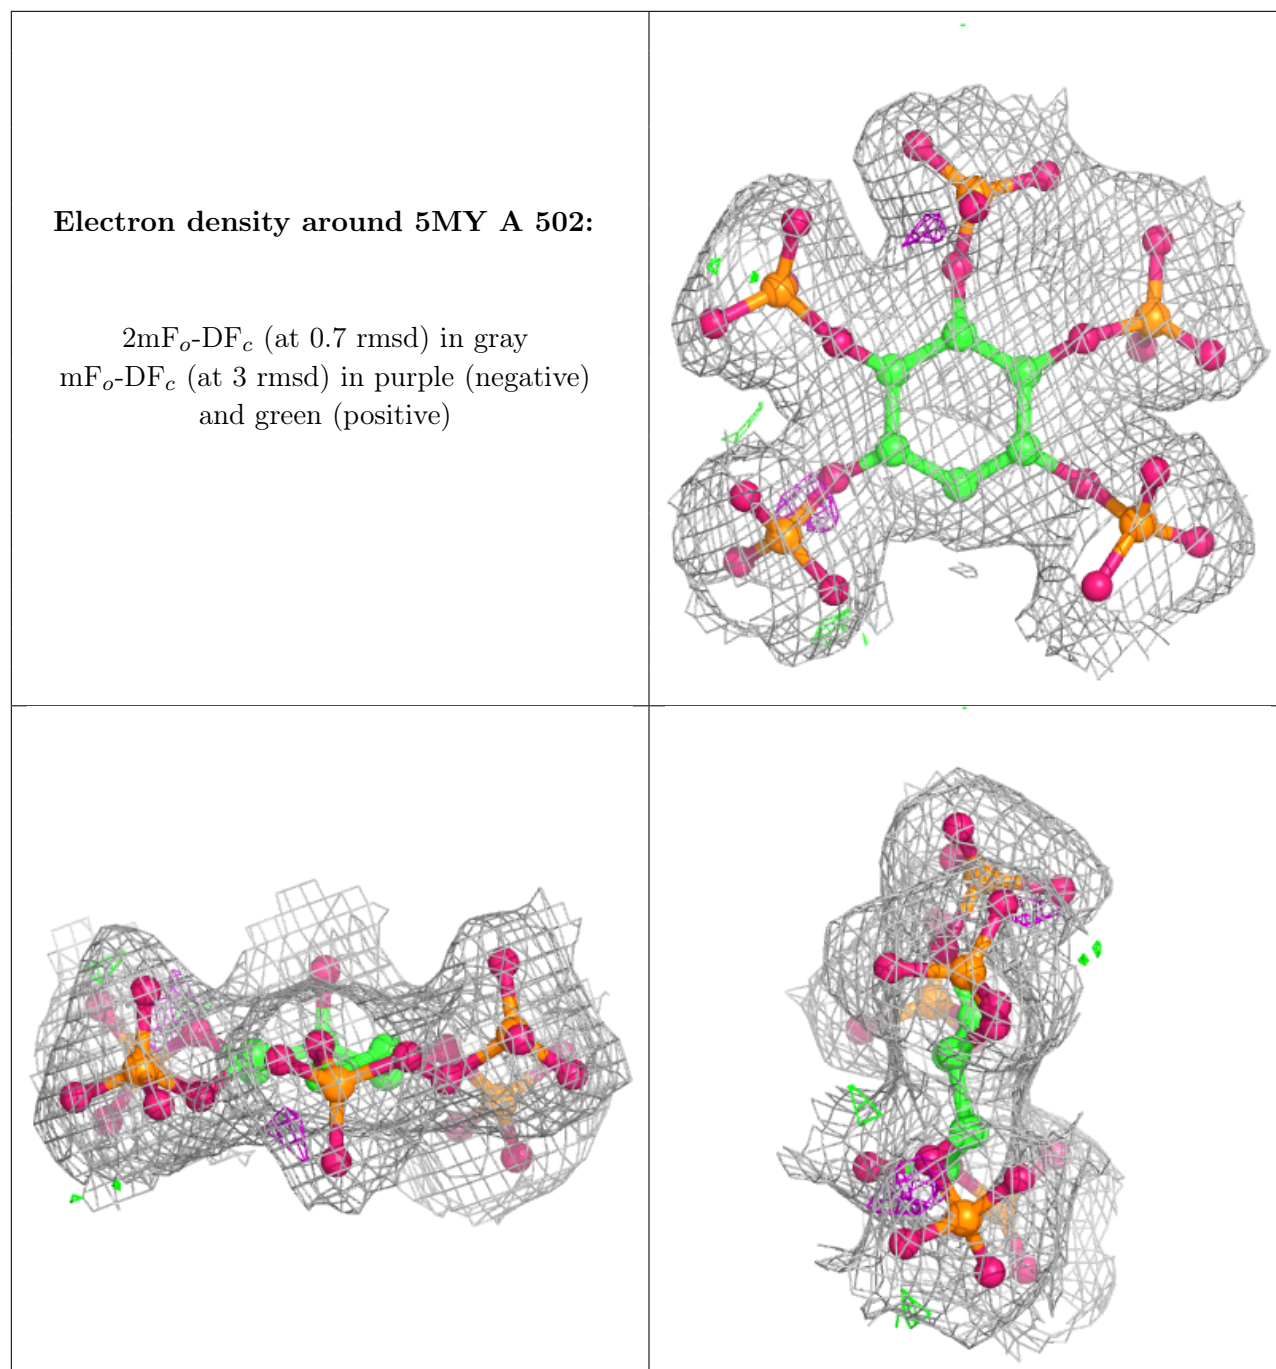 Electron density around 5MY A 502:
2mFₒ-DF𝒸 (at 0.7 rmsd) in gray
mFₒ-DF𝒸 (at 3 rmsd) in purple (negative)
and green (positive)